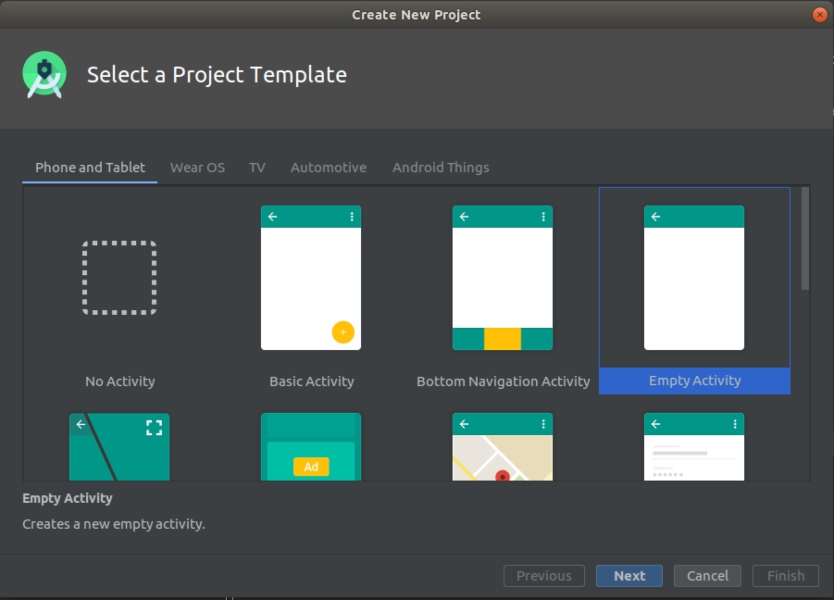 Create New Project
Select a Project Template
Phone and Tablet Wear OS TV Automotive Android Things
No Activity Basic Activity Bottom Navigation Activity Empty Activity
Ad
Empty Activity
Creates a new empty activity.
Previous Next Cancel Finish